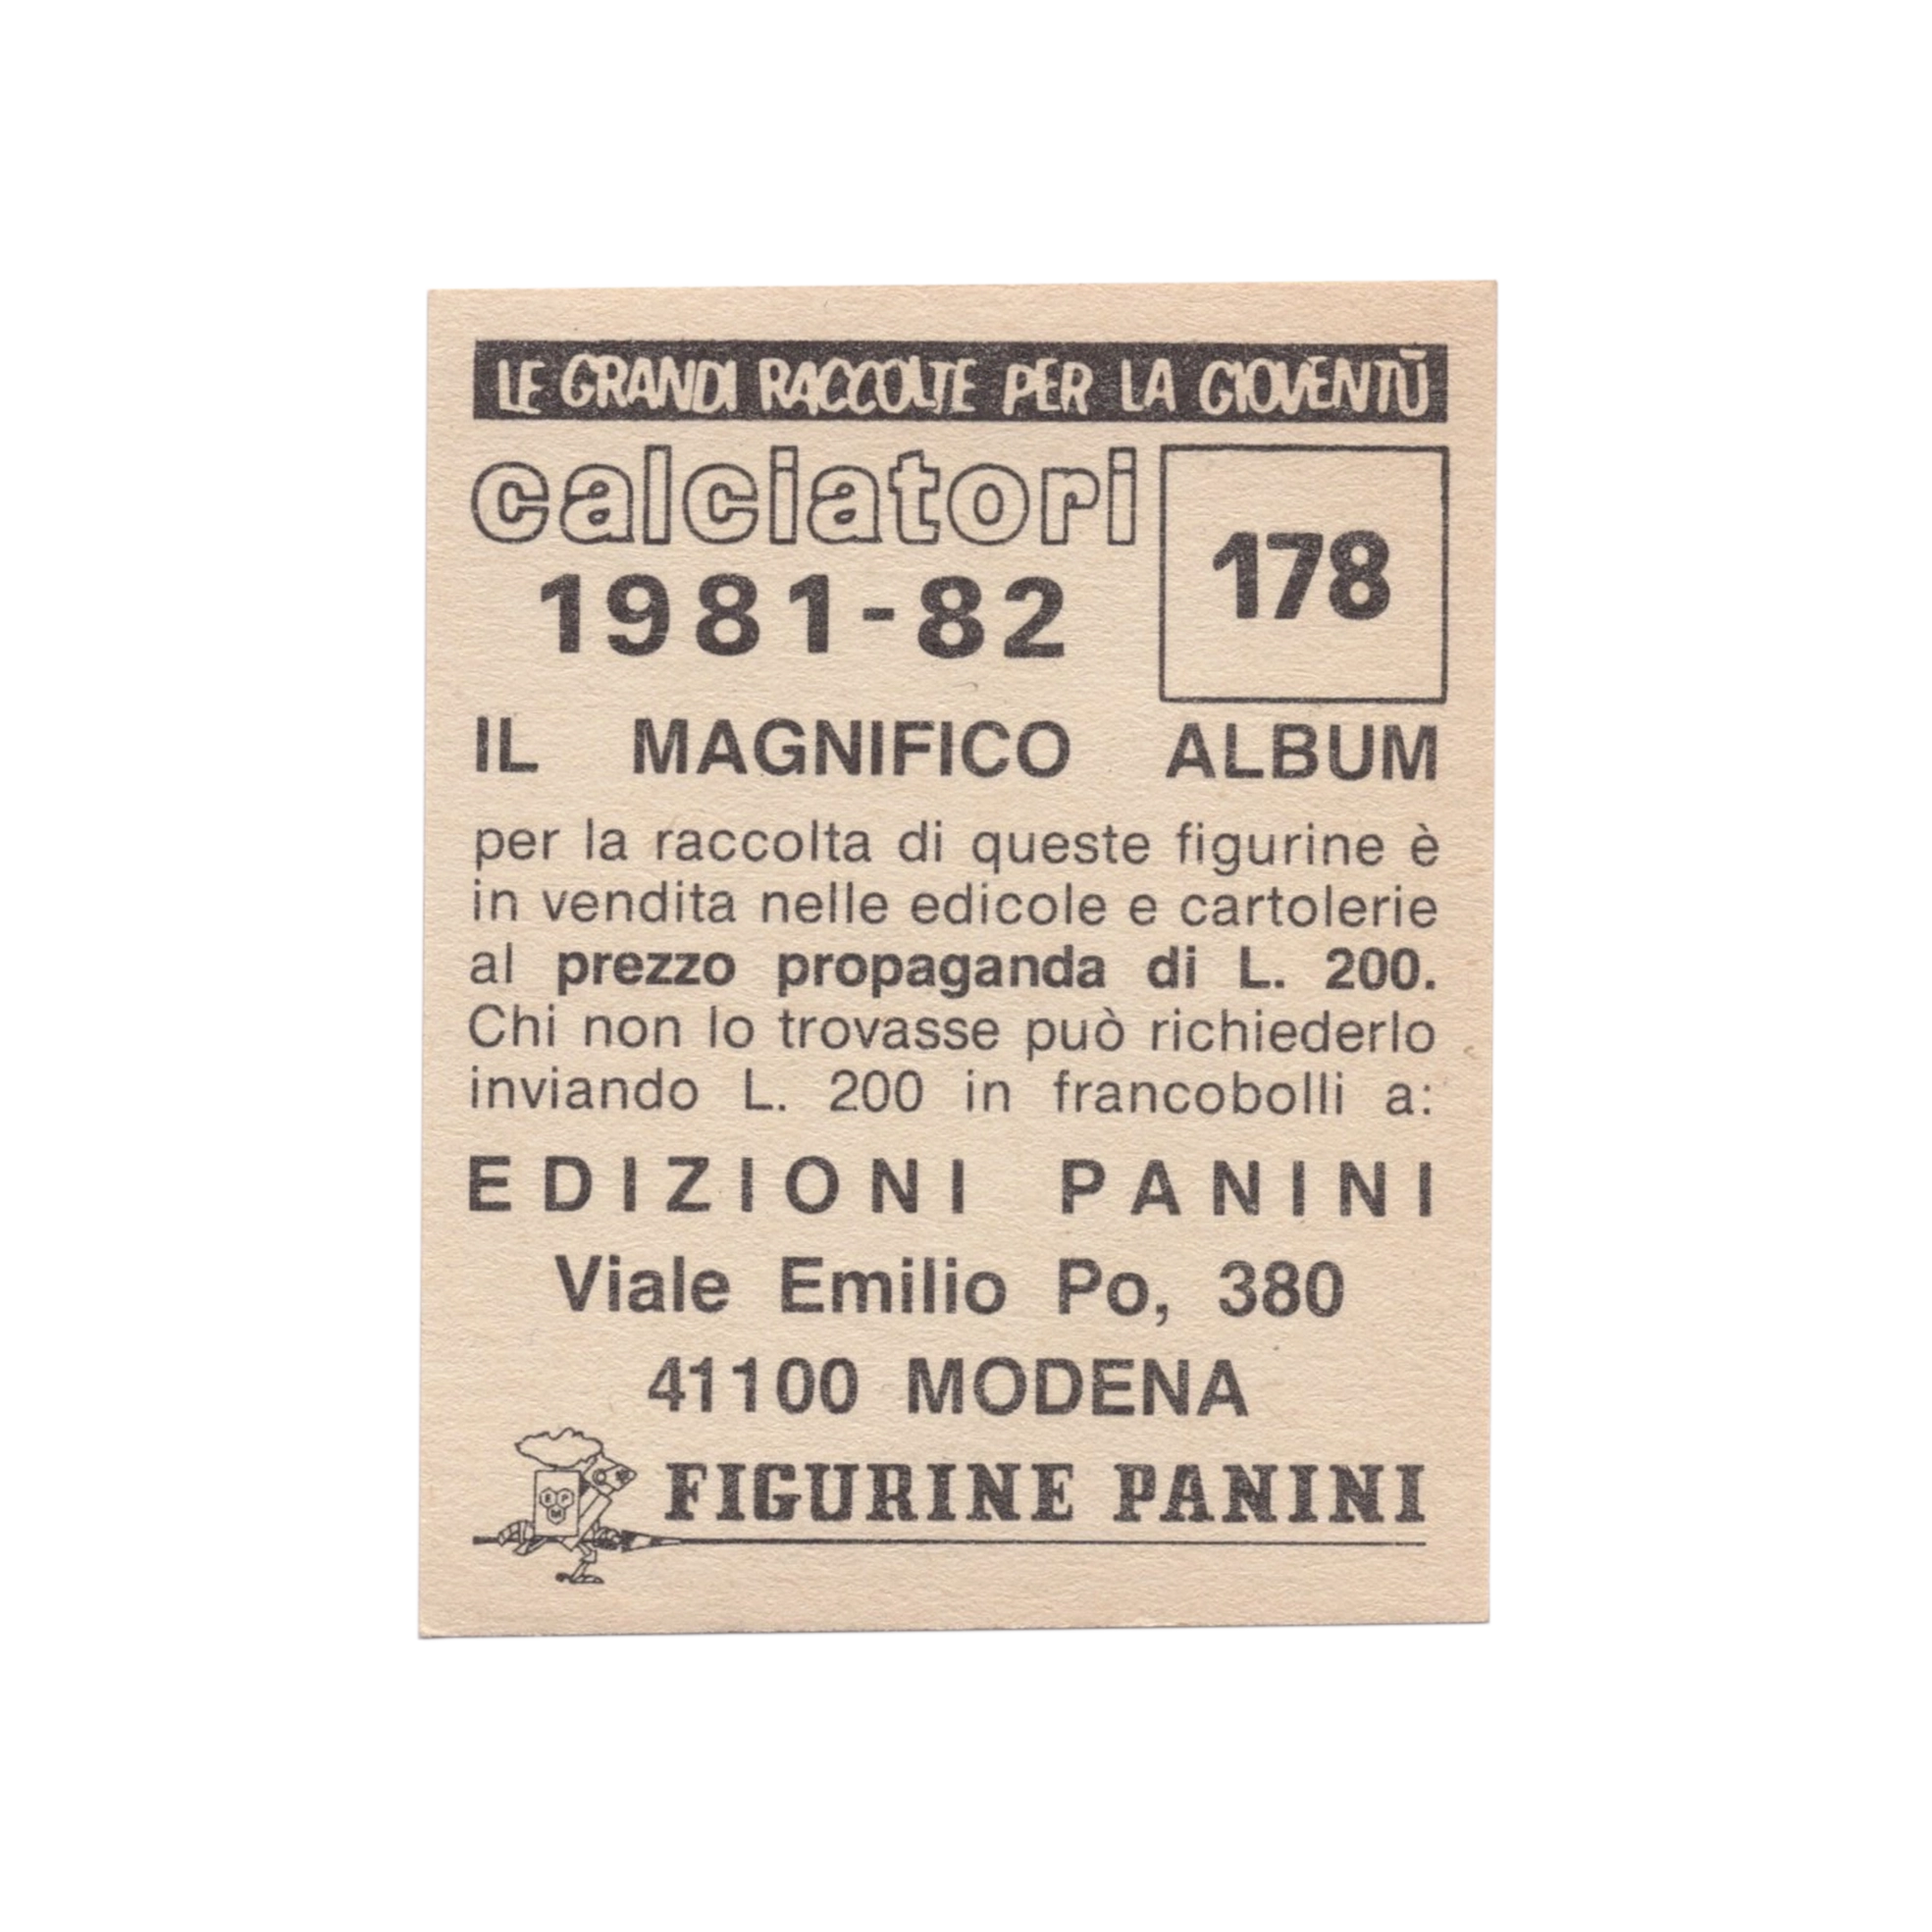 LE GRANDI RACCOLTE PER LA GIOVENTÙ
calciatori
1981-82
178
IL MAGNIFICO ALBUM
per la raccolta di queste figurine è
in vendita nelle edicole e cartolerie
al prezzo propaganda di L. 200.
Chi non lo trovasse può richiederlo
inviando L. 200 in francobolli a:
EDIZIONI PANINI
Viale Emilio Po, 380
41100 MODENA
FIGURINE PANINI